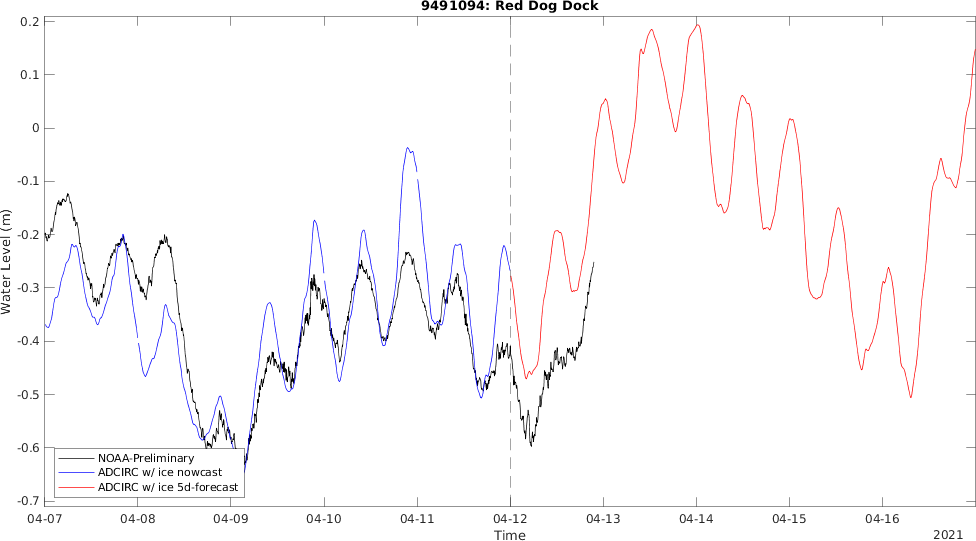 9491094: Red Dog Dock
0.2
0.1
0
-0.1
-0.2
-0.3
-0.4
-0.5
-0.6
-0.7
Water Level (m)
NOAA-Preliminary
ADCIRC w/ ice nowcast
ADCIRC w/ ice 5d-forecast
04-07 04-08 04-09 04-10 04-11 04-12 04-13 04-14 04-15 04-16
Time
2021